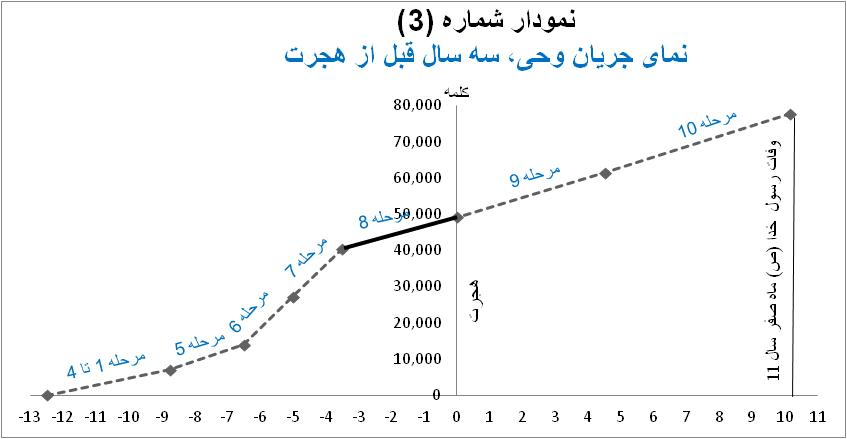 نمودار شماره (3)
نمای جریان وحی، سه سال قبل از هجرت
کلمه
80,000
70,000
60,000
50,000
40,000
30,000
20,000
10,000
0
مرحله 1 تا 4
مرحله 5
مرحله 6
مرحله 7
مرحله 8
مرحله 9
مرحله 10
هجرت
وفات رسول خدا (ص) ماه صفر سال 11
-13 -12 -11 -10 -9 -8 -7 -6 -5 -4 -3 -2 -1 0 1 2 3 4 5 6 7 8 9 10 11